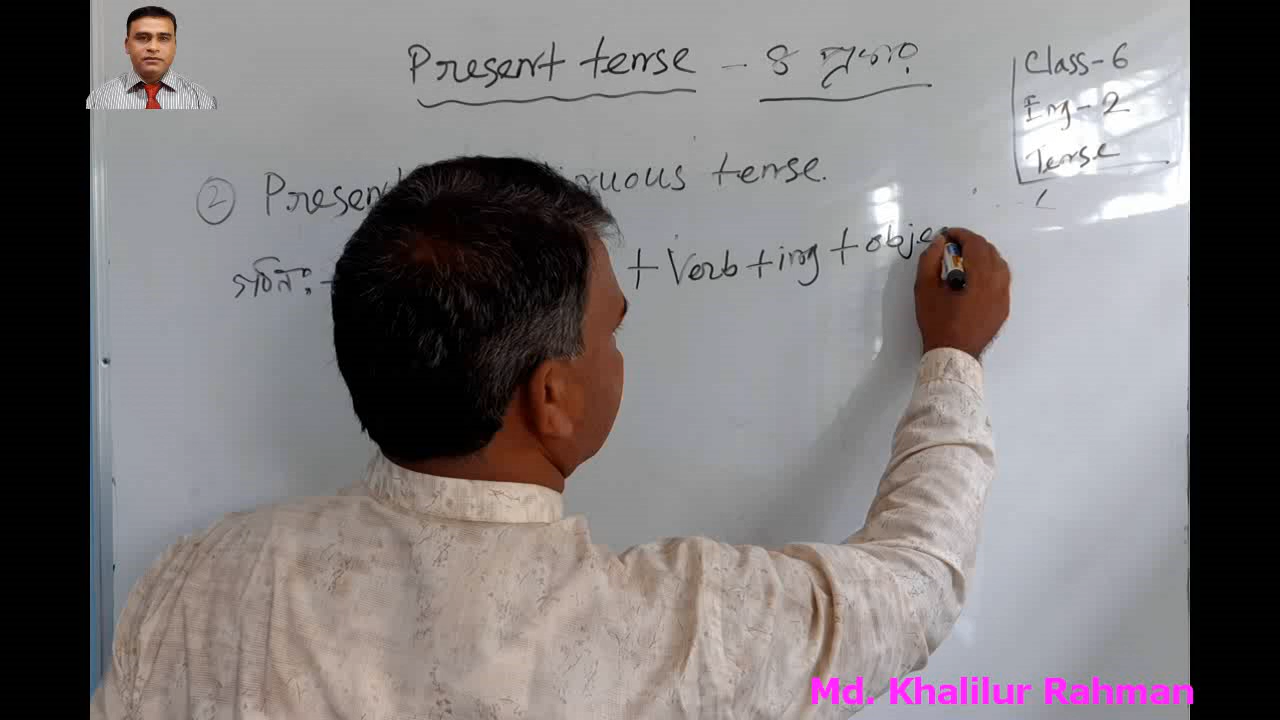 Present tense - ৪ প্রকার
Class-6
Eng-2
Tense
② Present nuous tense.
গঠন: + + Verb + ing + obje
Md. Khalilur Rahman